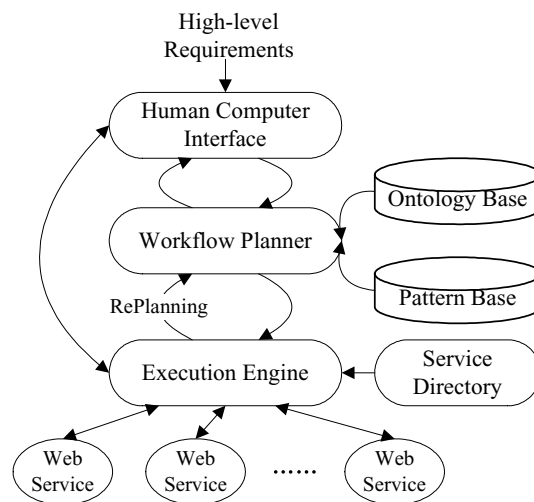 High-level
Requirements
Human Computer
Interface
Ontology Base
Workflow Planner
Pattern Base
RePlanning
Execution Engine
Service
Directory
Web
Service
Web
Service
......
Web
Service